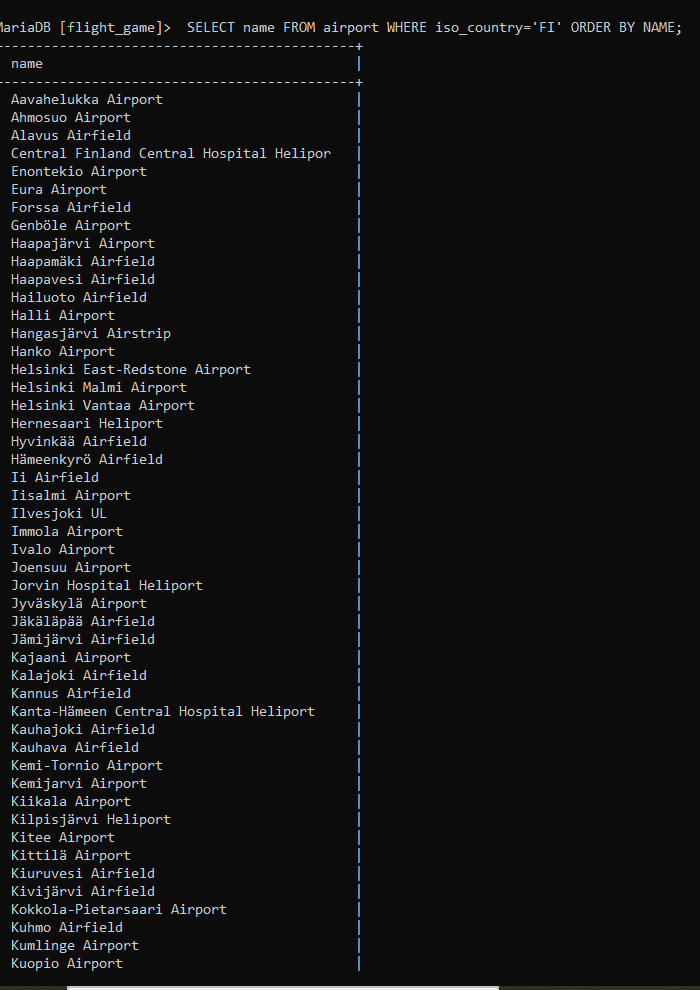 MariaDB [flight_game]>  SELECT name FROM airport WHERE iso_country='FI' ORDER BY NAME;
--------------------------------------------+
name |
--------------------------------------------+
Aavahelukka Airport |
Ahmosuo Airport |
Alavus Airfield |
Central Finland Central Hospital Helipor |
Enontekio Airport |
Eura Airport |
Forssa Airfield |
Genböle Airport |
Haapajärvi Airport |
Haapamäki Airfield |
Haapavesi Airfield |
Hailuoto Airfield |
Halli Airport |
Hangasjärvi Airstrip |
Hanko Airport |
Helsinki East-Redstone Airport |
Helsinki Malmi Airport |
Helsinki Vantaa Airport |
Hernesaari Heliport |
Hyvinkää Airfield |
Hämeenkyrö Airfield |
Ii Airfield |
Iisalmi Airport |
Ilvesjoki UL |
Immola Airport |
Ivalo Airport |
Joensuu Airport |
Jorvin Hospital Heliport |
Jyväskylä Airport |
Jäkäläpää Airfield |
Jämijärvi Airfield |
Kajaani Airport |
Kalajoki Airfield |
Kannus Airfield |
Kanta-Hämeen Central Hospital Heliport |
Kauhajoki Airfield |
Kauhava Airfield |
Kemi-Tornio Airport |
Kemijarvi Airport |
Kiikala Airport |
Kilpisjärvi Heliport |
Kitee Airport |
Kittilä Airport |
Kiuruvesi Airfield |
Kivijärvi Airfield |
Kokkola-Pietarsaari Airport |
Kuhmo Airfield |
Kumlinge Airport |
Kuopio Airport |